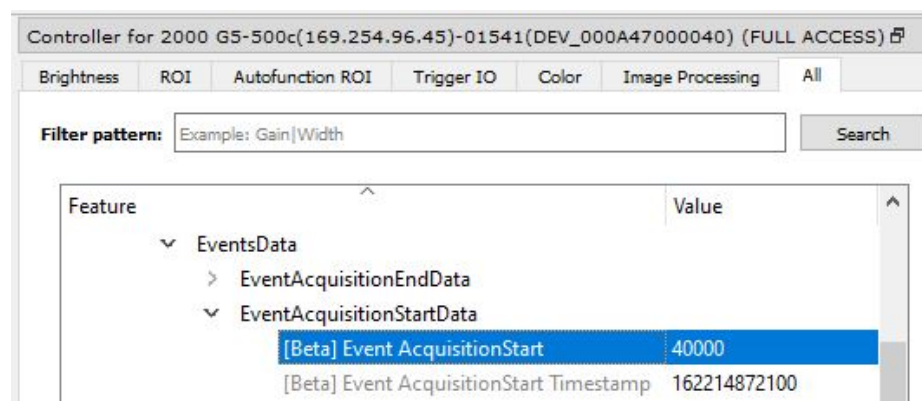 Controller for 2000 G5-500c(169.254.96.45)-01541(DEV_000A47000040) (FULL ACCESS)
Brightness ROI Autofunction ROI Trigger IO Color Image Processing All
Filter pattern: Example: Gain|Width Search
Feature Value
EventsData
EventAcquisitionEndData
EventAcquisitionStartData
[Beta] Event AcquisitionStart 40000
[Beta] Event AcquisitionStart Timestamp 162214872100